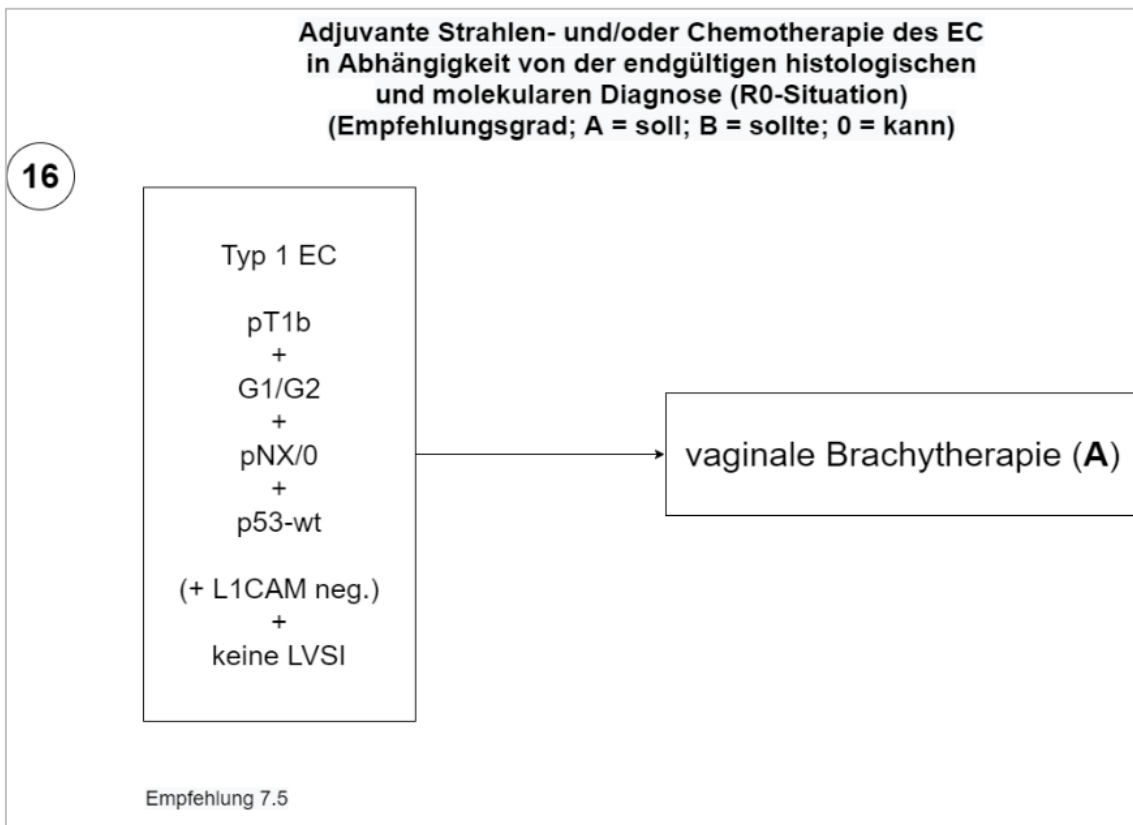 Adjuvante Strahlen- und/oder Chemotherapie des EC
in Abhängigkeit von der endgültigen histologischen
und molekularen Diagnose (R0-Situation)
(Empfehlungsgrad; A = soll; B = sollte; 0 = kann)
16
Typ 1 EC
pT1b
+
G1/G2
+
pNX/0
+
p53-wt
(+ L1CAM neg.)
+
keine LVSI
vaginale Brachytherapie (A)
Empfehlung 7.5